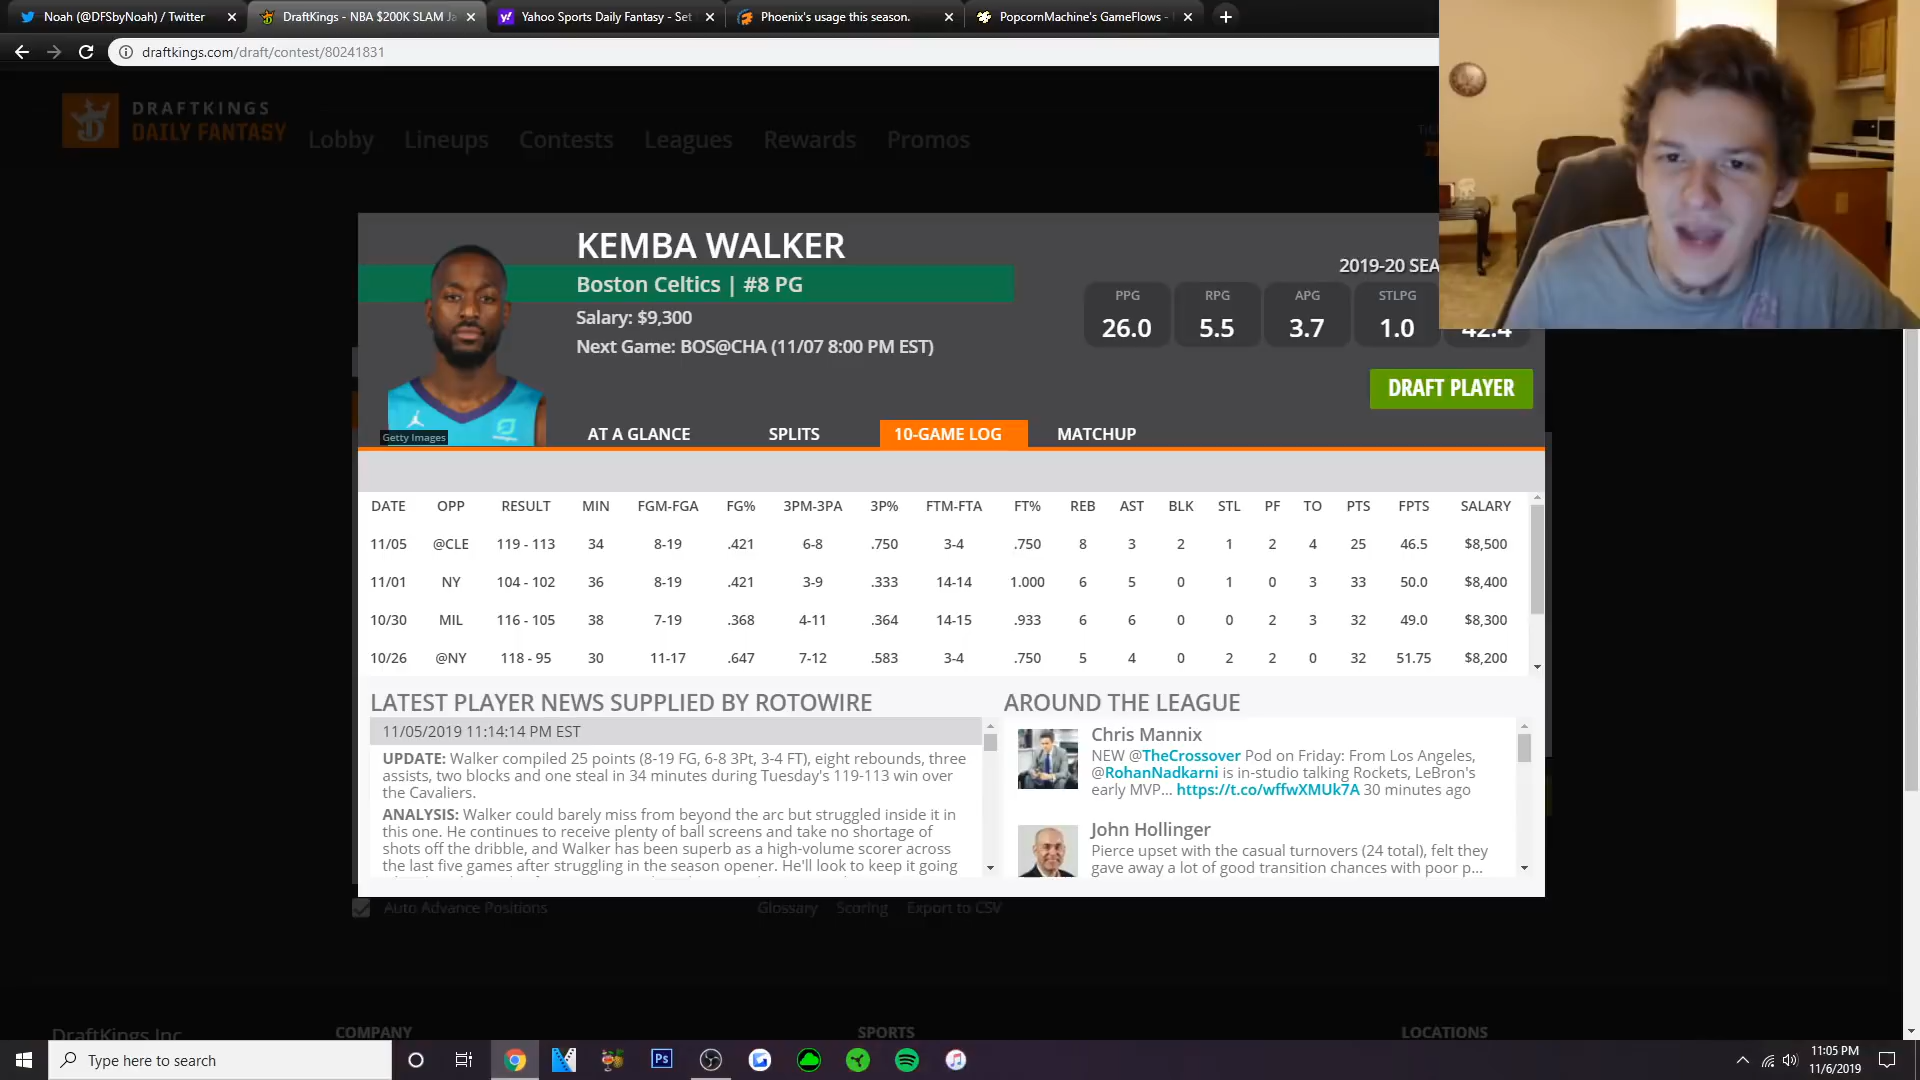 Noah (@DFSbyNoah) / Twitter
DraftKings - NBA $200K SLAM Ja
Yahoo Sports Daily Fantasy - Set
Phoenix's usage this season.
PopcornMachine's GameFlows -
draftkings.com/draft/contest/80241831
DRAFTKINGS
DAILY FANTASY
Lobby Lineups Contests Leagues Rewards Promos
KEMBA WALKER
Boston Celtics | #8 PG
Salary: $9,300
Next Game: BOS@CHA (11/07 8:00 PM EST)
2019-20 SEA
PPG RPG APG STLPG
26.0 5.5 3.7 1.0 42.4
DRAFT PLAYER
Getty Images
AT A GLANCE SPLITS 10-GAME LOG MATCHUP
DATE OPP RESULT MIN FGM-FGA FG% 3PM-3PA 3P% FTM-FTA FT% REB AST BLK STL PF TO PTS FPTS SALARY
11/05 @CLE 119 - 113 34 8-19 .421 6-8 .750 3-4 .750 8 3 2 1 2 4 25 46.5 $8,500
11/01 NY 104 - 102 36 8-19 .421 3-9 .333 14-14 1.000 6 5 0 1 0 3 33 50.0 $8,400
10/30 MIL 116 - 105 38 7-19 .368 4-11 .364 14-15 .933 6 6 0 0 2 3 32 49.0 $8,300
10/26 @NY 118 - 95 30 11-17 .647 7-12 .583 3-4 .750 5 4 0 2 2 0 32 51.75 $8,200
LATEST PLAYER NEWS SUPPLIED BY ROTOWIRE
11/05/2019 11:14:14 PM EST
UPDATE: Walker compiled 25 points (8-19 FG, 6-8 3Pt, 3-4 FT), eight rebounds, three
assists, two blocks and one steal in 34 minutes during Tuesday's 119-113 win over
the Cavaliers.
ANALYSIS: Walker could barely miss from beyond the arc but struggled inside it in
this one. He continues to receive plenty of ball screens and take no shortage of
shots off the dribble, and Walker has been superb as a high-volume scorer across
the last five games after struggling in the season opener. He'll look to keep it going
AROUND THE LEAGUE
Chris Mannix
NEW @TheCrossover Pod on Friday: From Los Angeles,
@RohanNadkarni is in-studio talking Rockets, LeBron's
early MVP... https://t.co/wffwXMUk7A 30 minutes ago
John Hollinger
Pierce upset with the casual turnovers (24 total), felt they
gave away a lot of good transition chances with poor p...
Auto Advance Positions
Glossary Scoring Export to CSV
DraftKings Inc
COMPANY
SPORTS
LOCATIONS
Type here to search
Ps
11:05 PM
11/6/2019